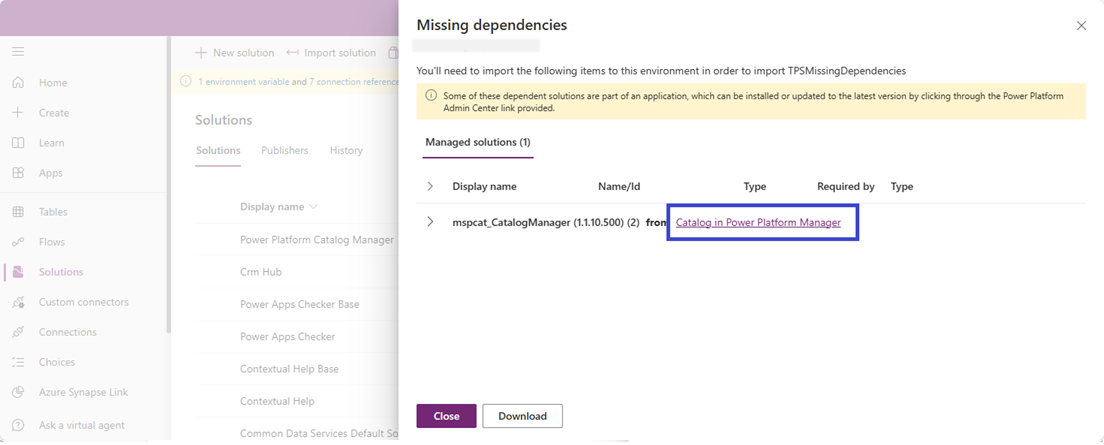 Missing dependencies
You'll need to import the following items to this environment in order to import TPSMissingDependencies
Some of these dependent solutions are part of an application, which can be installed or updated to the latest version by clicking through the Power Platform
Admin Center link provided.
Managed solutions (1)
Display name Name/Id Type Required by Type
mspcat_CatalogManager (1.1.10.500) (2) from Catalog in Power Platform Manager
Close Download
New solution Import solution
1 environment variable and 7 connection reference
Solutions
Solutions Publishers History
Display name
Power Platform Catalog Manager
Crm Hub
Power Apps Checker Base
Power Apps Checker
Contextual Help Base
Contextual Help
Common Data Services Default So
Home
Create
Learn
Apps
Tables
Flows
Solutions
Custom connectors
Connections
Choices
Azure Synapse Link
Ask a virtual agent